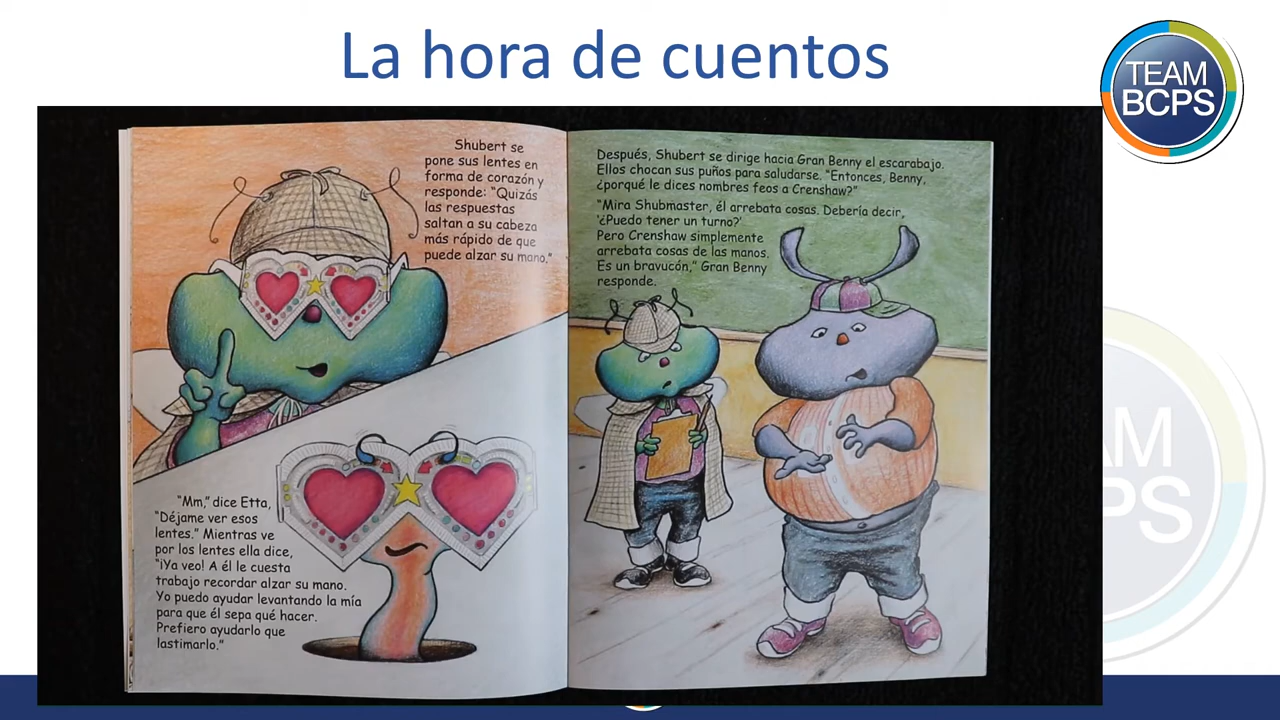 La hora de cuentos
TEAM
BCPS
Shubert se
pone sus lentes en
forma de corazón y
responde: “Quizás
las respuestas
saltan a su cabeza
más rápido de que
puede alzar su mano.”
“Mm,” dice Etta,
“Déjame ver esos
lentes.” Mientras ve
por los lentes ella dice,
“¡Ya veo! A él le cuesta
trabajo recordar alzar su mano.
Yo puedo ayudar levantando la mía
para que él sepa qué hacer.
Prefiero ayudarlo que
lastimarlo.”
Después, Shubert se dirige hacia Gran Benny el escarabajo.
Ellos chocan sus puños para saludarse. “Entonces, Benny,
¿porqué le dices nombres feos a Crenshaw?”
“Mira Shubmaster, él arrebata cosas. Debería decir,
‘¿Puedo tener un turno?’
Pero Crenshaw simplemente
arrebata cosas de las manos.
Es un bravucón,” Gran Benny
responde.
AM
PS